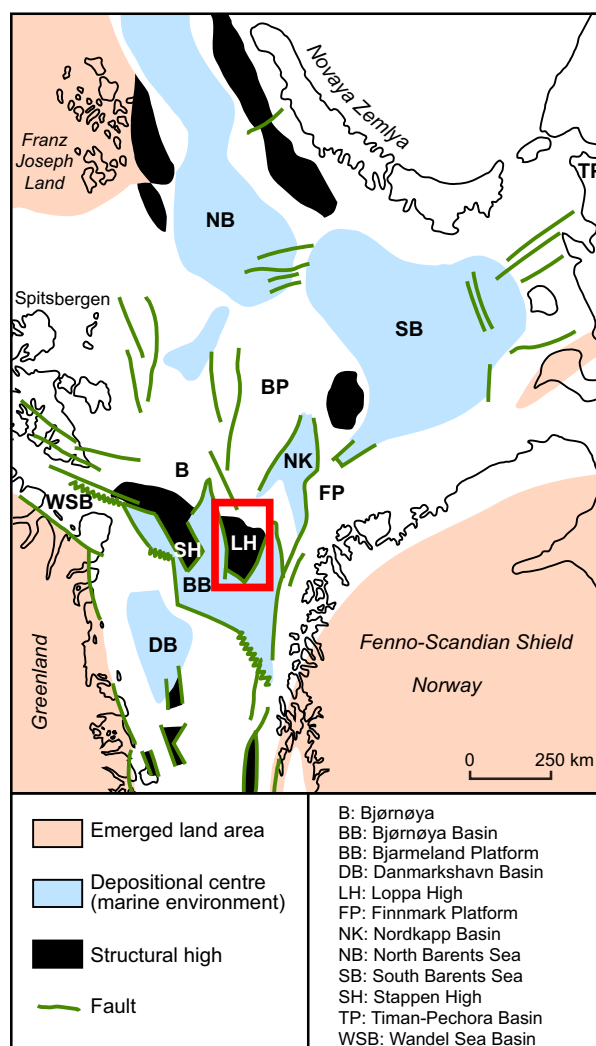 Novaya Zemlya
Franz
Joseph
Land
TP
NB
Spitsbergen
SB
BP
NK
B
FP
WSB
SH
LH
BB
DB
Greenland
Fenno-Scandian Shield
Norway
0 250 km
Emerged land area
Depositional centre
(marine environment)
Structural high
Fault
B: Bjørnøya
BB: Bjørnøya Basin
BB: Bjarmeland Platform
DB: Danmarkshavn Basin
LH: Loppa High
FP: Finnmark Platform
NK: Nordkapp Basin
NB: North Barents Sea
SB: South Barents Sea
SH: Stappen High
TP: Timan-Pechora Basin
WSB: Wandel Sea Basin